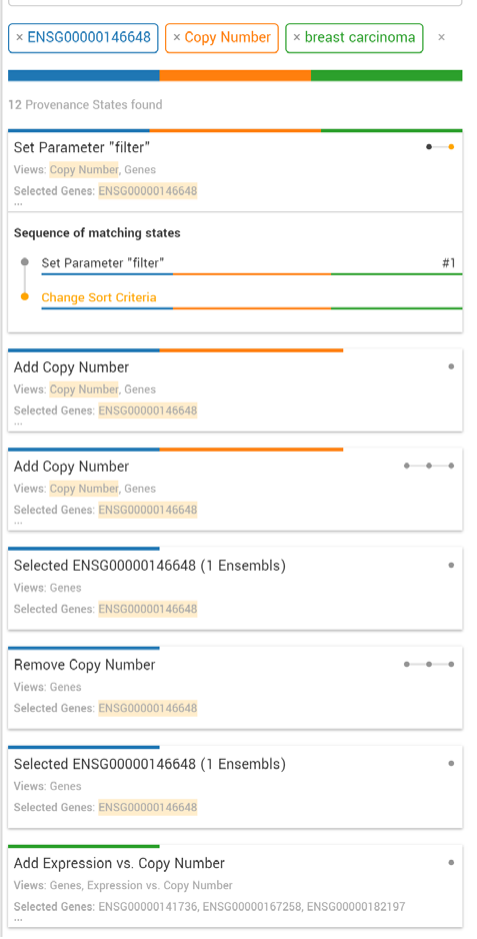 × ENSG00000146648 × Copy Number × breast carcinoma ×
12 Provenance States found
Set Parameter "filter"
Views: Copy Number, Genes
Selected Genes: ENSG00000146648
...
Sequence of matching states
Set Parameter "filter" #1
Change Sort Criteria
Add Copy Number
Views: Copy Number, Genes
Selected Genes: ENSG00000146648
...
Add Copy Number
Views: Copy Number, Genes
Selected Genes: ENSG00000146648
...
Selected ENSG00000146648 (1 Ensembls)
Views: Genes
Selected Genes: ENSG00000146648
Remove Copy Number
Views: Genes
Selected Genes: ENSG00000146648
Selected ENSG00000146648 (1 Ensembls)
Views: Genes
Selected Genes: ENSG00000146648
Add Expression vs. Copy Number
Views: Genes, Expression vs. Copy Number
Selected Genes: ENSG00000141736, ENSG00000167258, ENSG00000182197
...